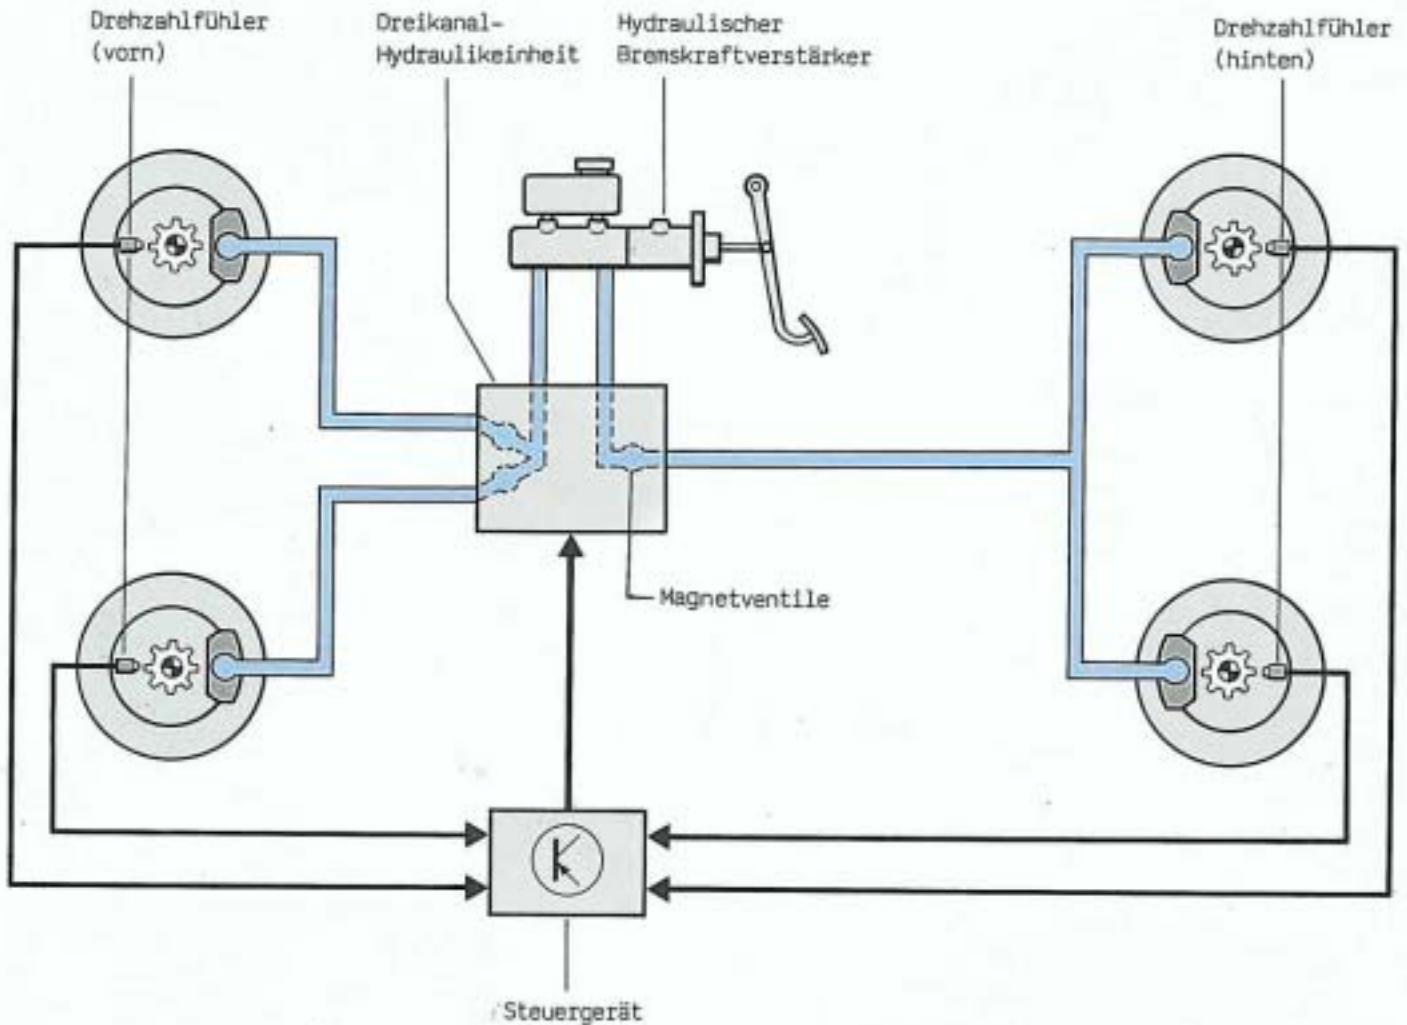 Drehzahlfühler
(vorn)
Dreikanal-
Hydraulikeinheit
Hydraulischer
Bremskraftverstärker
Drehzahlfühler
(hinten)
Magnetventile
Steuergerät